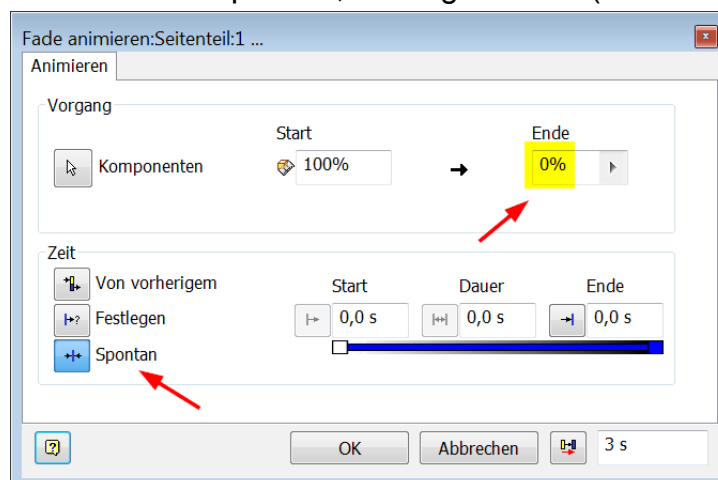 Fade animieren:Seitenteil:1 ...
Animieren
Vorgang
Start Ende
Komponenten 100% 0%
Zeit
Von vorherigem Start Dauer Ende
Festlegen 0,0 s 0,0 s 0,0 s
Spontan
OK Abbrechen 3 s